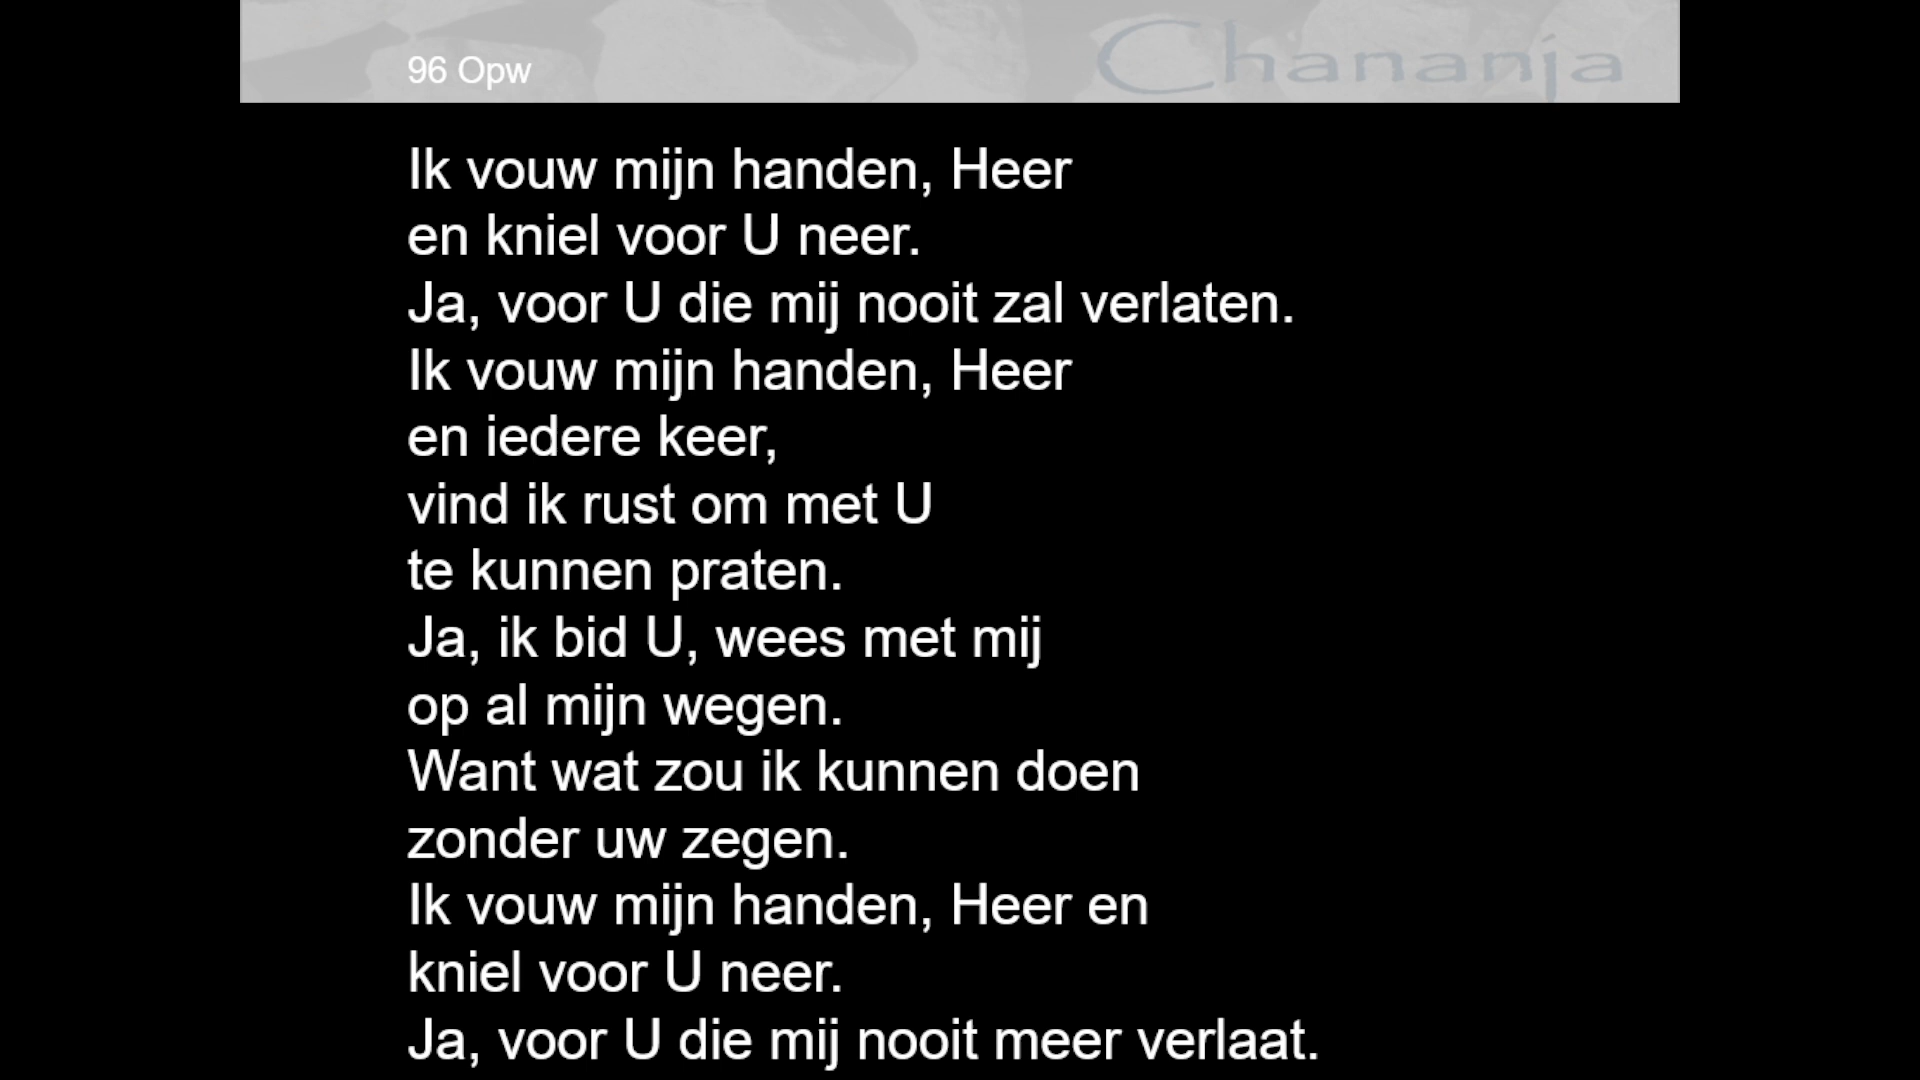 Chananja
96 Opw
Ik vouw mijn handen, Heer
en kniel voor U neer.
Ja, voor U die mij nooit zal verlaten.
Ik vouw mijn handen, Heer
en iedere keer,
vind ik rust om met U
te kunnen praten.
Ja, ik bid U, wees met mij
op al mijn wegen.
Want wat zou ik kunnen doen
zonder uw zegen.
Ik vouw mijn handen, Heer en
kniel voor U neer.
Ja, voor U die mij nooit meer verlaat.